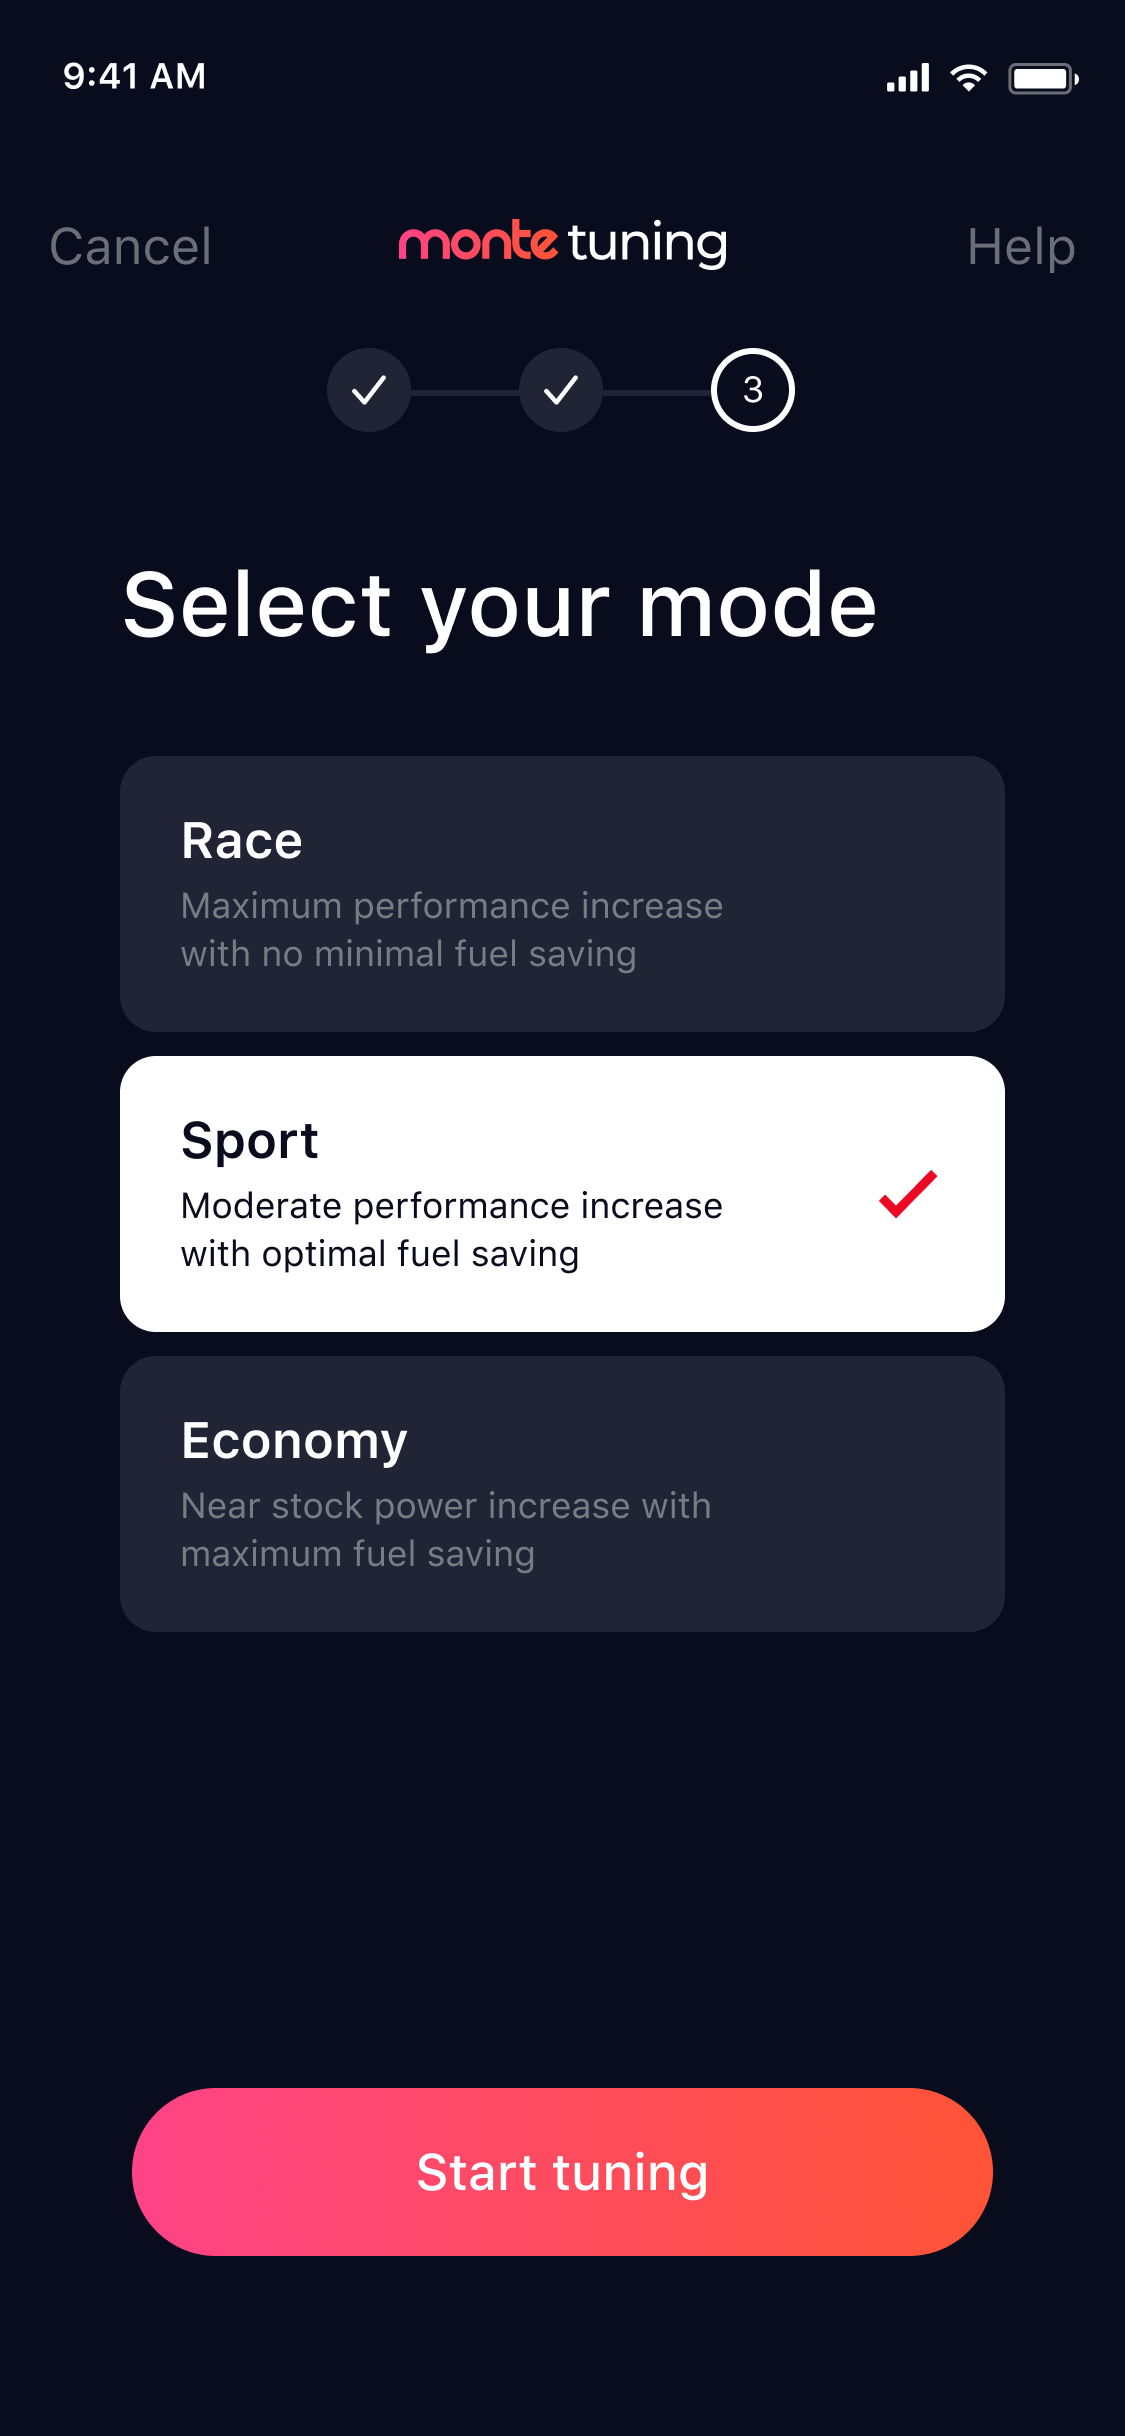 9:41 AM
Cancel
monte tuning
Help
3
Select your mode
Race
Maximum performance increase
with no minimal fuel saving
Sport
Moderate performance increase
with optimal fuel saving
Economy
Near stock power increase with
maximum fuel saving
Start tuning